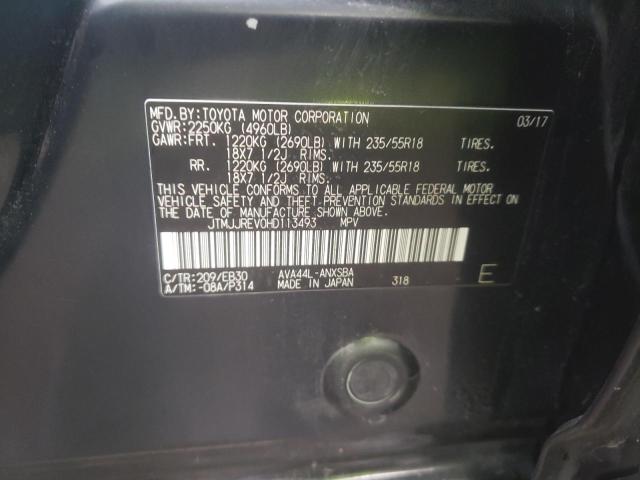 MFD.BY:TOYOTA MOTOR CORPORATION 03/17
GVWR:2250KG (4960LB)
GAWR:FRT. 1220KG (2690LB) WITH 235/55R18 TIRES.
18X7 1/2J RIMS.
RR. 1220KG (2690LB) WITH 235/55R18 TIRES.
18X7 1/2J RIMS.
THIS VEHICLE CONFORMS TO ALL APPLICABLE FEDERAL MOTOR
VEHICLE SAFETY AND THEFT PREVENTION STANDARDS IN EFFECT
ON THE DATE OF MANUFACTURE SHOWN ABOVE.
JTMJJREV0HD113493 MPV
C/TR:209/EB30 AVA44L-ANXSBA
A/TM:-08A/P314 MADE IN JAPAN 318 E